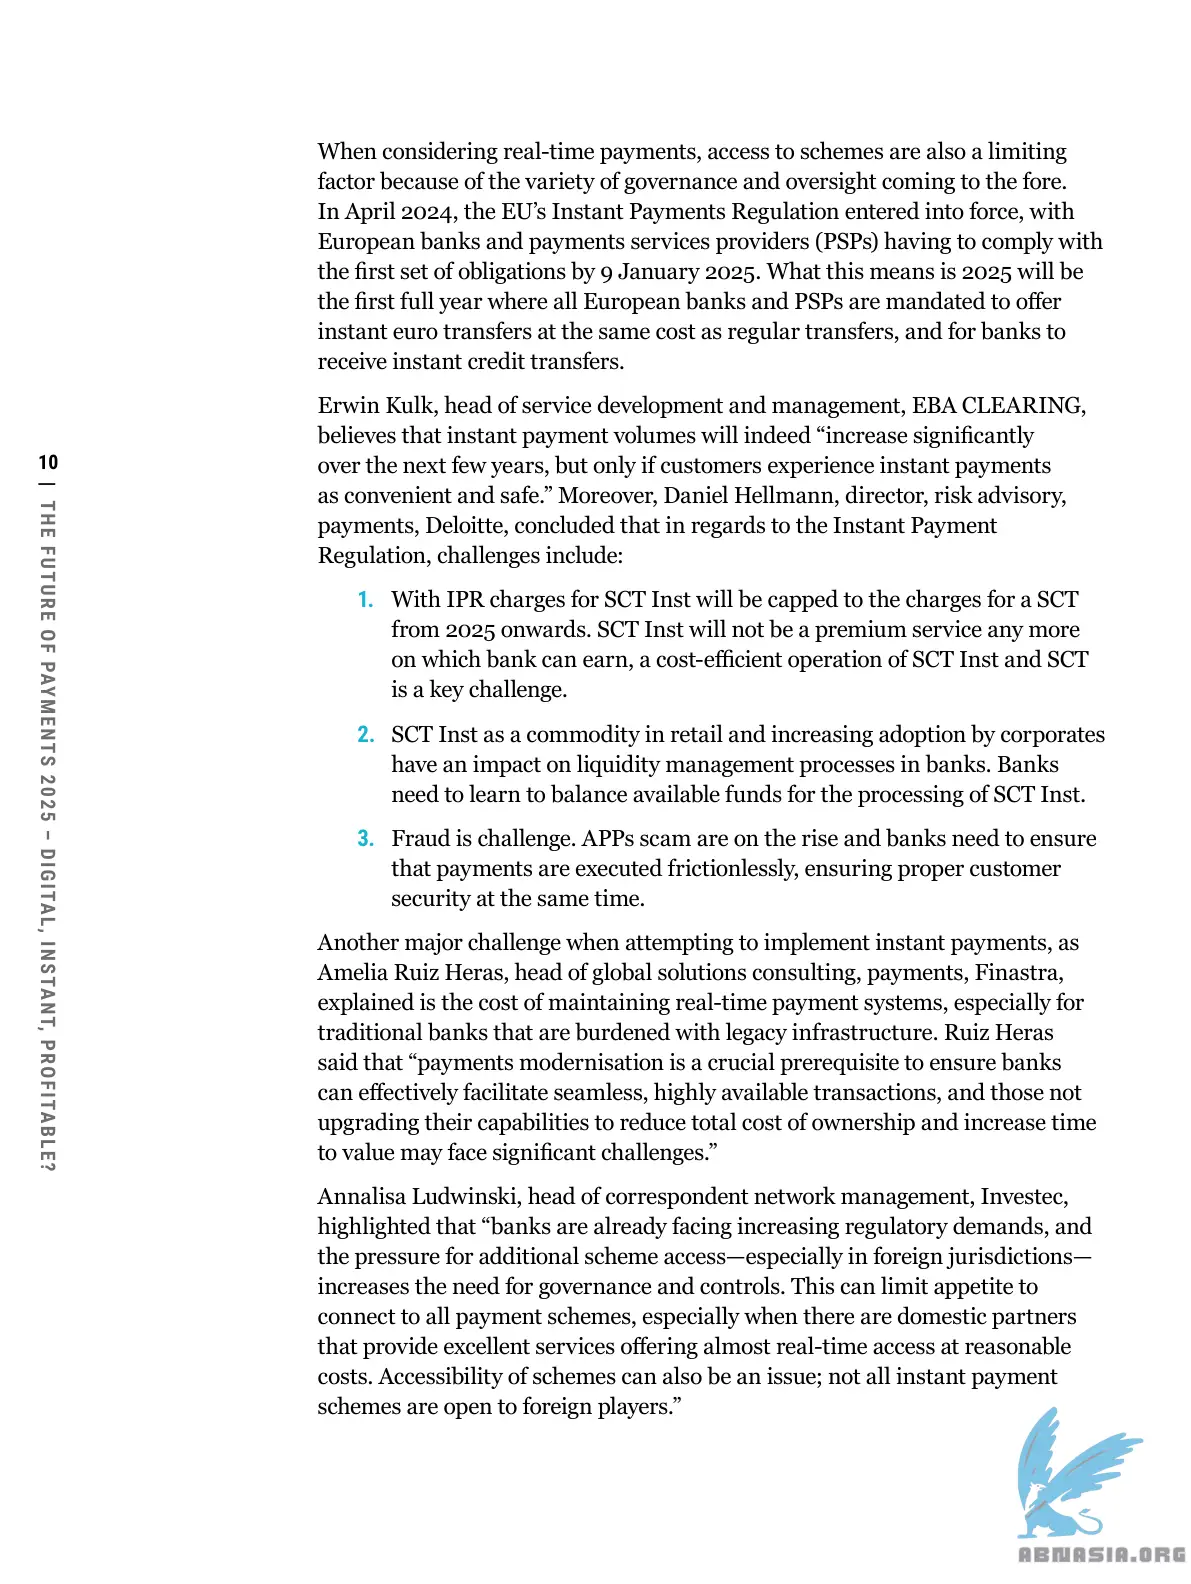 When considering real-time payments, access to schemes are also a limiting
factor because of the variety of governance and oversight coming to the fore.
In April 2024, the EU’s Instant Payments Regulation entered into force, with
European banks and payments services providers (PSPs) having to comply with
the first set of obligations by 9 January 2025. What this means is 2025 will be
the first full year where all European banks and PSPs are mandated to offer
instant euro transfers at the same cost as regular transfers, and for banks to
receive instant credit transfers.
Erwin Kulk, head of service development and management, EBA CLEARING,
believes that instant payment volumes will indeed “increase significantly
over the next few years, but only if customers experience instant payments
as convenient and safe.” Moreover, Daniel Hellmann, director, risk advisory,
payments, Deloitte, concluded that in regards to the Instant Payment
Regulation, challenges include:
1. With IPR charges for SCT Inst will be capped to the charges for a SCT
from 2025 onwards. SCT Inst will not be a premium service any more
on which bank can earn, a cost-efficient operation of SCT Inst and SCT
is a key challenge.
2. SCT Inst as a commodity in retail and increasing adoption by corporates
have an impact on liquidity management processes in banks. Banks
need to learn to balance available funds for the processing of SCT Inst.
3. Fraud is challenge. APPs scam are on the rise and banks need to ensure
that payments are executed frictionlessly, ensuring proper customer
security at the same time.
Another major challenge when attempting to implement instant payments, as
Amelia Ruiz Heras, head of global solutions consulting, payments, Finastra,
explained is the cost of maintaining real-time payment systems, especially for
traditional banks that are burdened with legacy infrastructure. Ruiz Heras
said that “payments modernisation is a crucial prerequisite to ensure banks
can effectively facilitate seamless, highly available transactions, and those not
upgrading their capabilities to reduce total cost of ownership and increase time
to value may face significant challenges.”
Annalisa Ludwinski, head of correspondent network management, Investec,
highlighted that “banks are already facing increasing regulatory demands, and
the pressure for additional scheme access—especially in foreign jurisdictions—
increases the need for governance and controls. This can limit appetite to
connect to all payment schemes, especially when there are domestic partners
that provide excellent services offering almost real-time access at reasonable
costs. Accessibility of schemes can also be an issue; not all instant payment
schemes are open to foreign players.”
10
| THE FUTURE OF PAYMENTS 2025 – DIGITAL, INSTANT, PROFITABLE?
ABNASIA.ORG